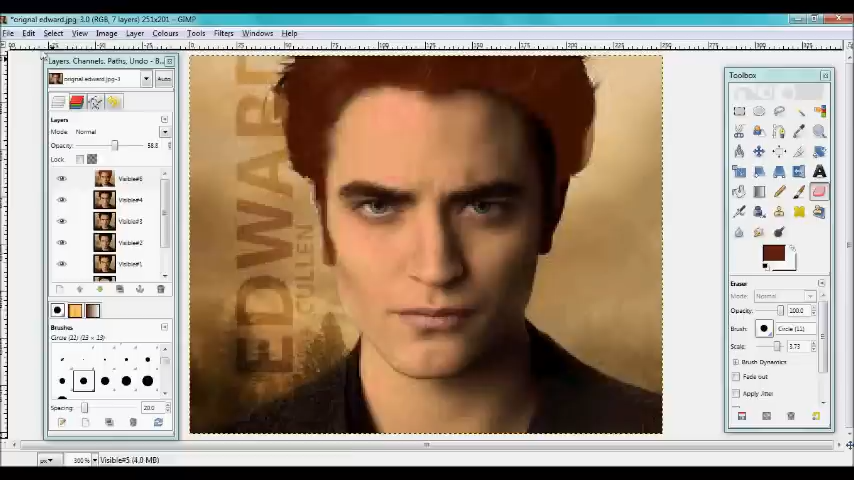 *orignal edward.jpg-3.0 (RGB, 7 layers) 251x201 – GIMP
File Edit Select View Image Layer Colours Tools Filters Windows Help
Layers, Channels, Paths, Undo - B...
orignal edward.jpg-3
Auto
Layers
Mode: Normal
Opacity: 58.8
Lock:
Visible#5
Visible#4
Visible#3
Visible#2
Visible#1
Brushes
Circle (11) (13 × 13)
Spacing: 20.0
EDWARD
CULLEN
Toolbox
Eraser
Mode: Normal
Opacity: 100.0
Brush: Circle (11)
Scale: 3.73
Brush Dynamics
Fade out
Apply Jitter
px 300% Visible#5 (4.0 MB)